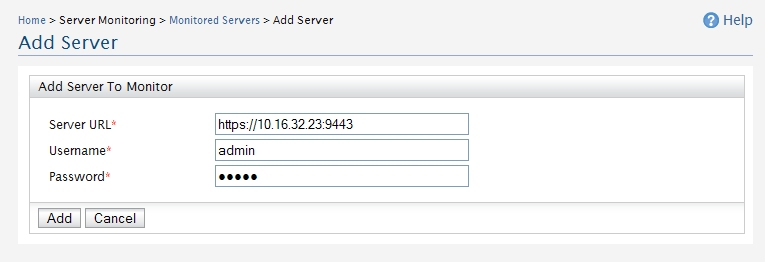 Home > Server Monitoring > Monitored Servers > Add Server
? Help
Add Server
Add Server To Monitor
Server URL* https://10.16.32.23:9443
Username* admin
Password* •••••
Add Cancel